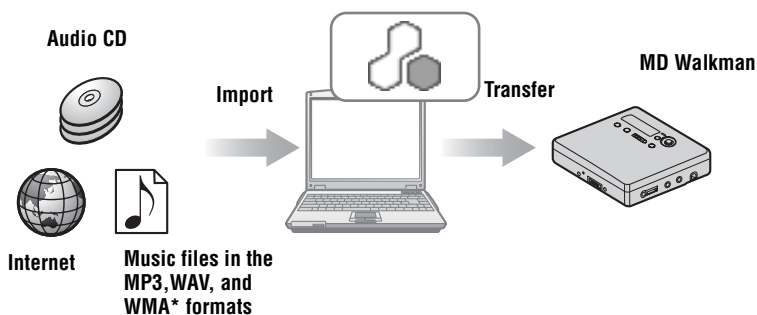 Audio CD
Import
Transfer
MD Walkman
Internet
Music files in the
MP3,WAV, and
WMA* formats